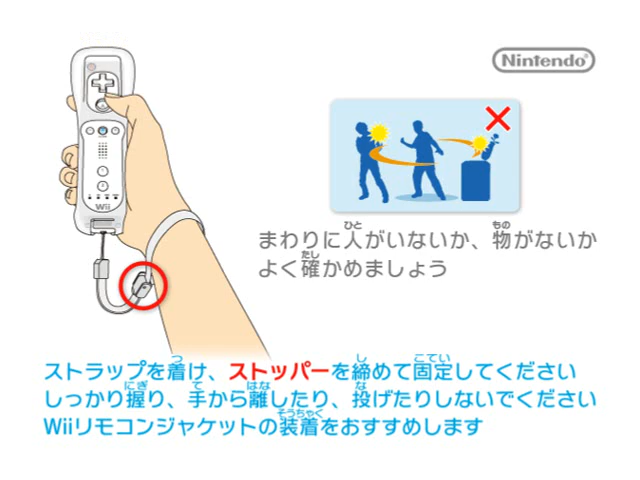 Nintendo®
Wii
まわりに人がいないか、物がないか
よく確かめましょう
ストラップを着け、ストッパーを締めて固定してください
しっかり握り、手から離したり、投げたりしないでください
Wiiリモコンジャケットの装着をおすすめします